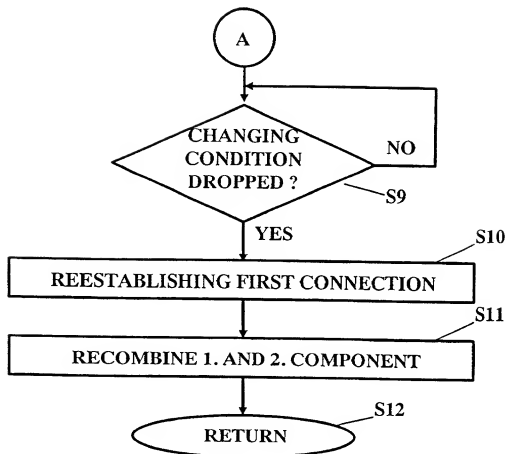 A
CHANGING
CONDITION
DROPPED ?
NO
S9
YES
S10
REESTABLISHING FIRST CONNECTION
S11
RECOMBINE 1. AND 2. COMPONENT
S12
RETURN